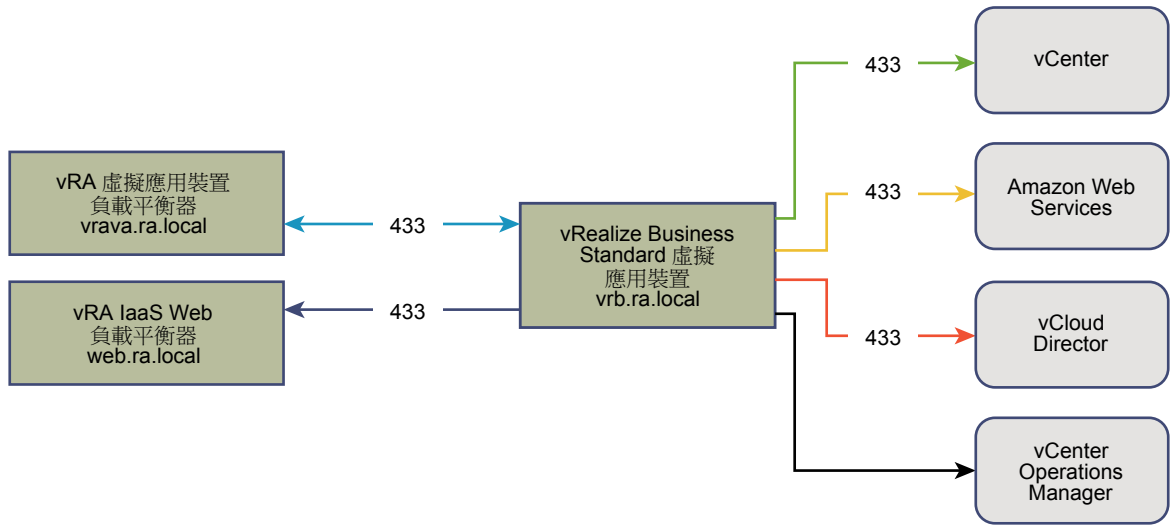 vRA 虛擬應用裝置
負載平衡器
vrava.ra.local
433
vRA IaaS Web
負載平衡器
web.ra.local
433
vRealize Business
Standard 虛擬
應用裝置
vrb.ra.local
433
vCenter
433
Amazon Web
Services
433
vCloud
Director
vCenter
Operations
Manager